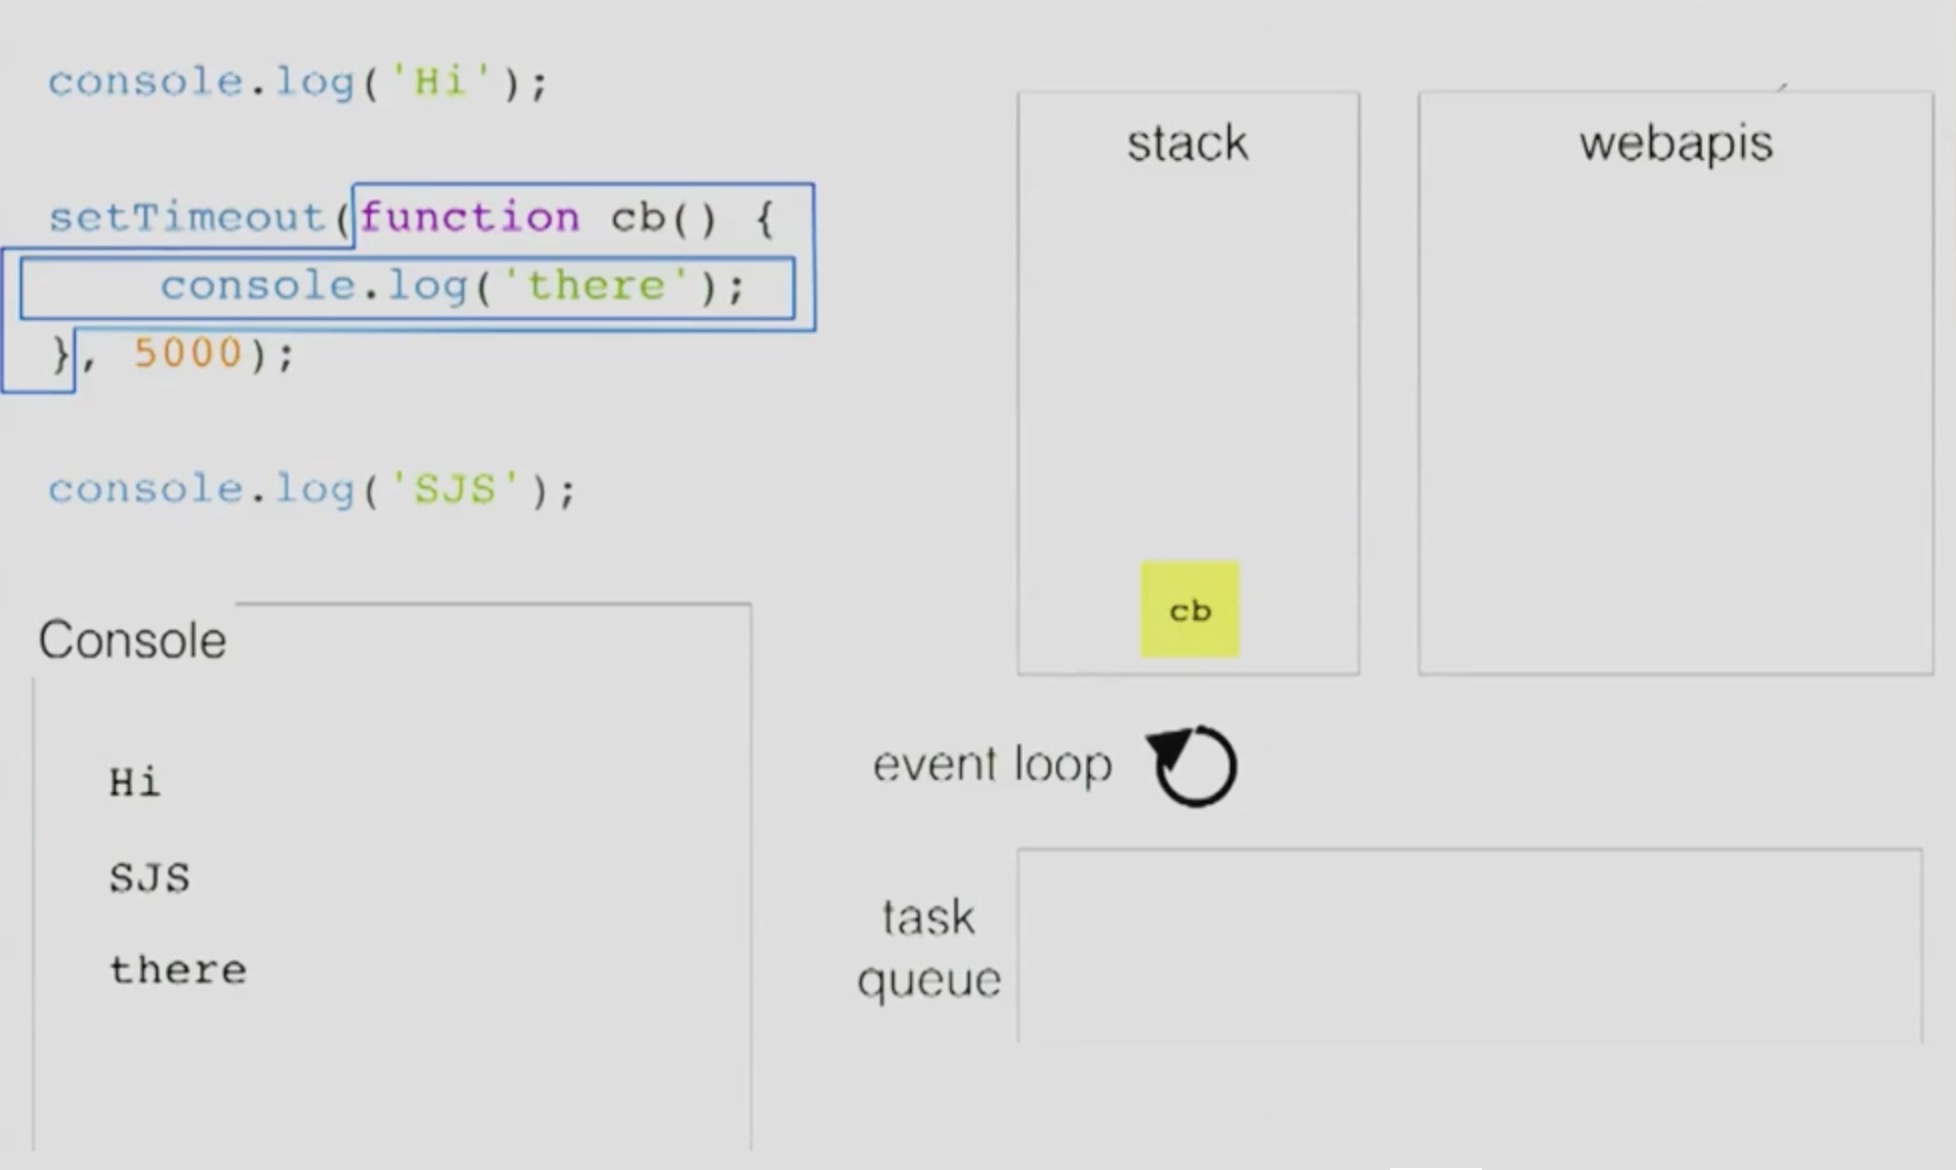 console.log('Hi');
setTimeout(function cb() {
    console.log('there');
}, 5000);
console.log('SJS');
Console
Hi
SJS
there
stack
webapis
cb
event loop
task
queue